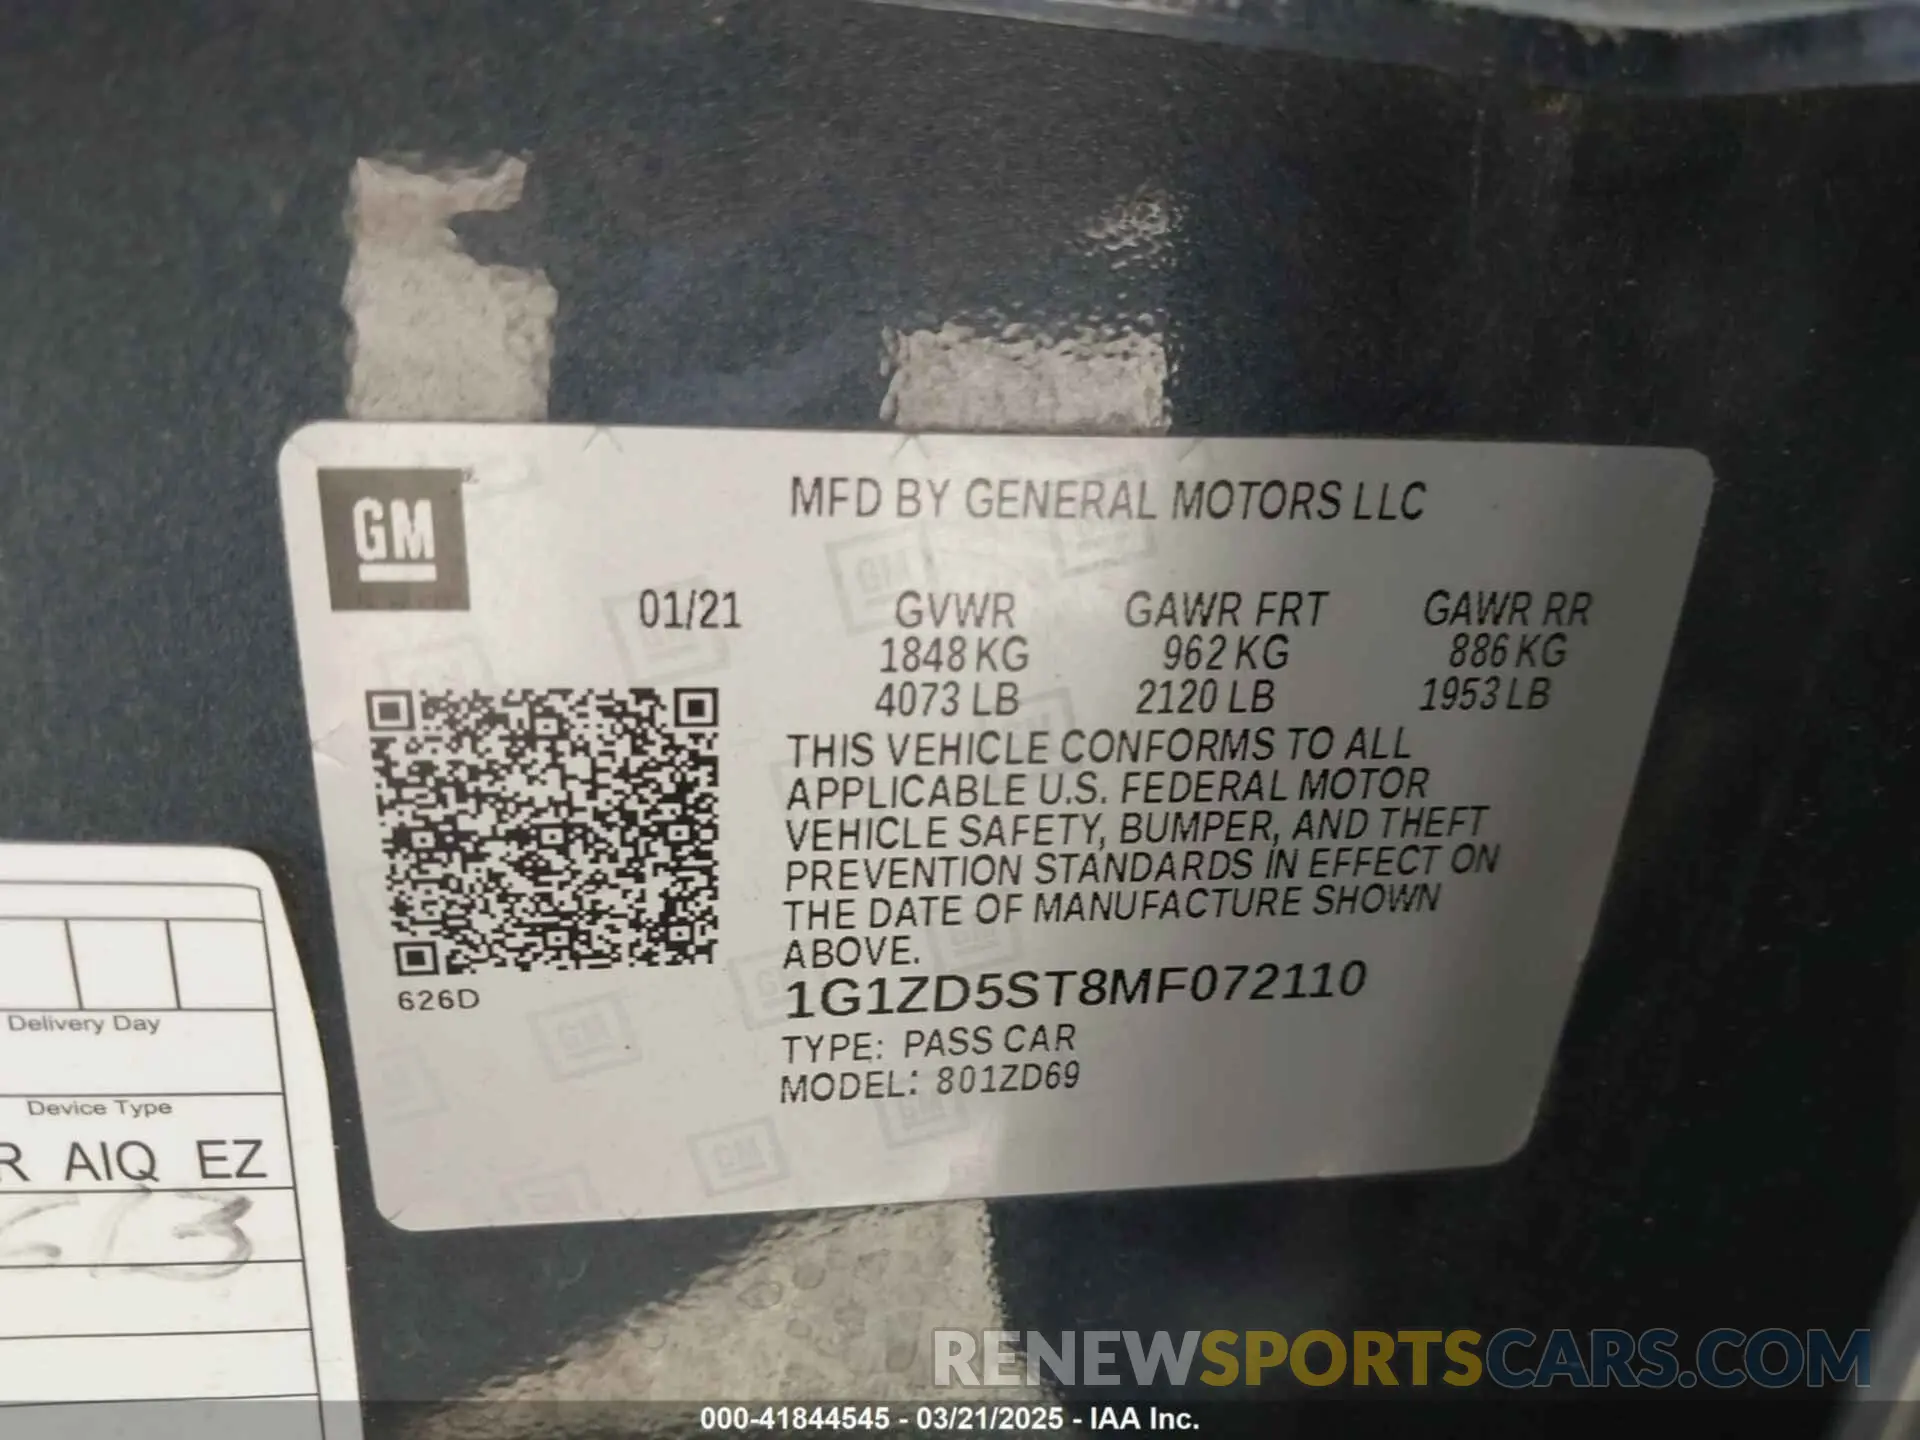 GM
MFD BY GENERAL MOTORS LLC
01/21 GVWR GAWR FRT GAWR RR
1848 KG 962 KG 886 KG
4073 LB 2120 LB 1953 LB
THIS VEHICLE CONFORMS TO ALL
APPLICABLE U.S. FEDERAL MOTOR
VEHICLE SAFETY, BUMPER, AND THEFT
PREVENTION STANDARDS IN EFFECT ON
THE DATE OF MANUFACTURE SHOWN
ABOVE.
626D
1G1ZD5ST8MF072110
TYPE: PASS CAR
MODEL: 801ZD69
Delivery Day
Device Type
R AIQ EZ
RENEWSPORTSCARS.COM
000-41844545 - 03/21/2025 - IAA Inc.